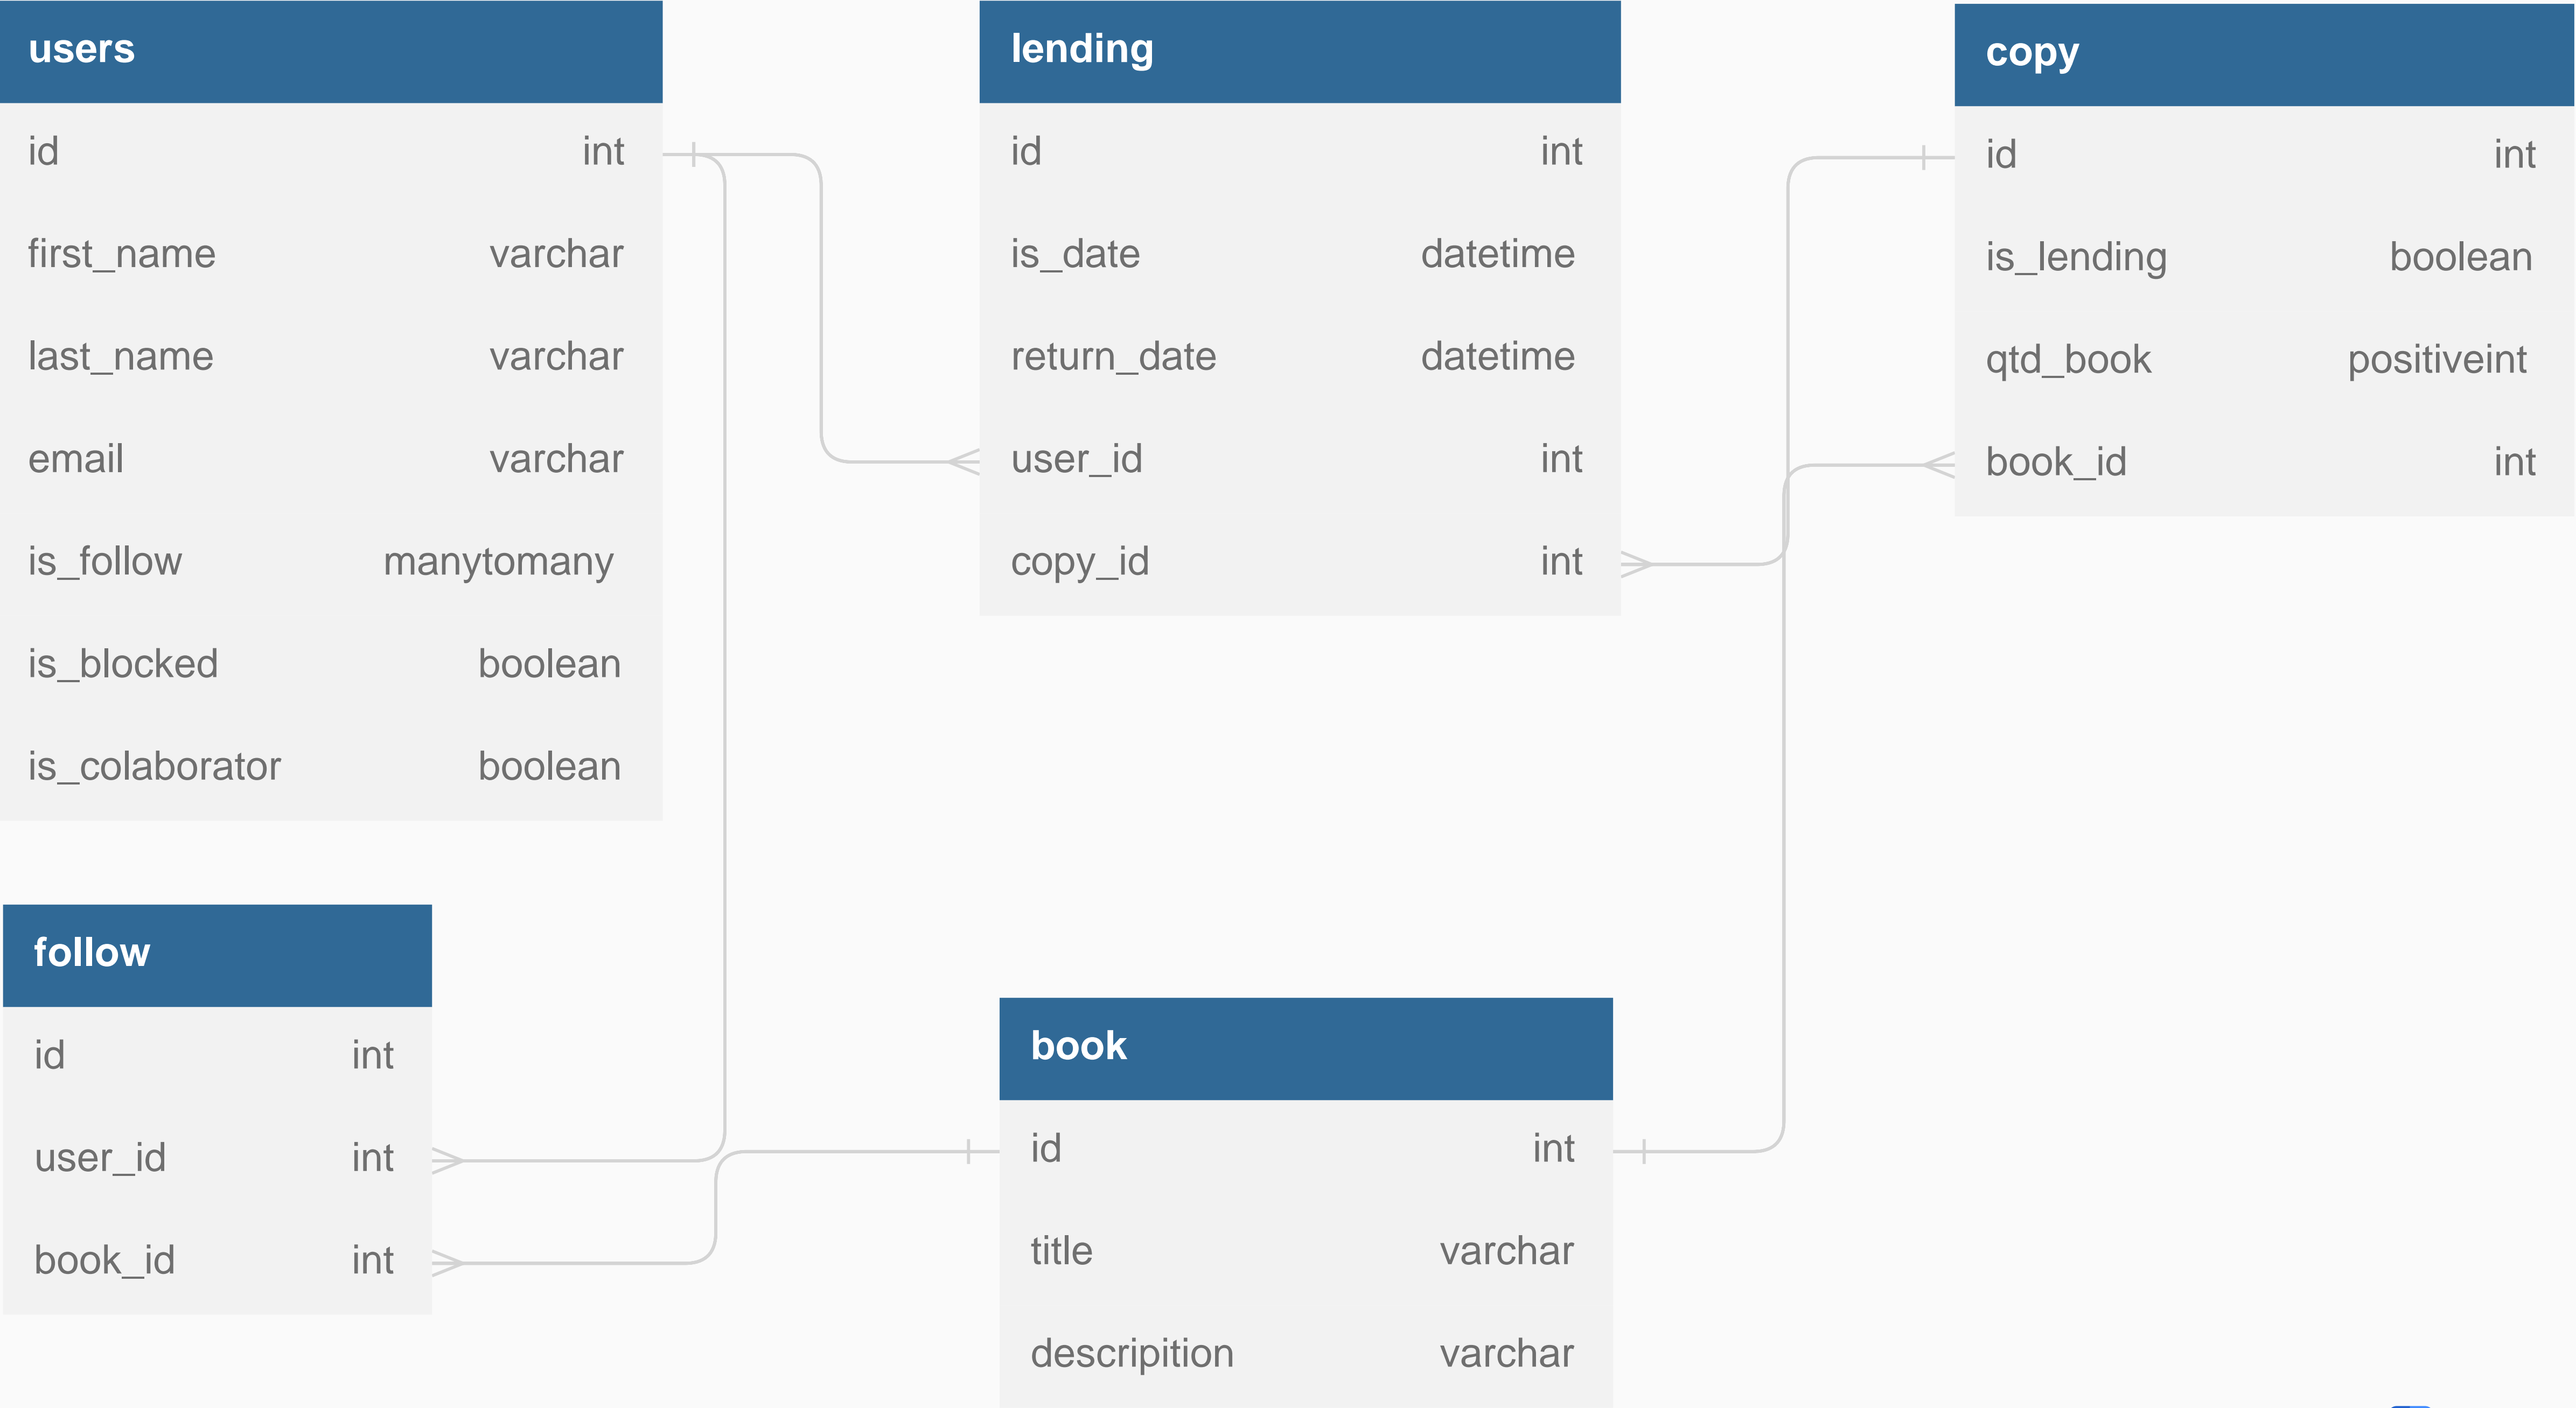 users
id int
first_name varchar
last_name varchar
email varchar
is_follow manytomany
is_blocked boolean
is_colaborator boolean
lending
id int
is_date datetime
return_date datetime
user_id int
copy_id int
copy
id int
is_lending boolean
qtd_book positiveint
book_id int
follow
id int
user_id int
book_id int
book
id int
title varchar
descripition varchar